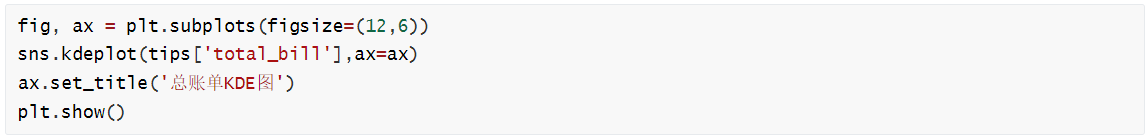 fig, ax = plt.subplots(figsize=(12,6))
sns.kdeplot(tips['total_bill'],ax=ax)
ax.set_title('总账单KDE图')
plt.show()